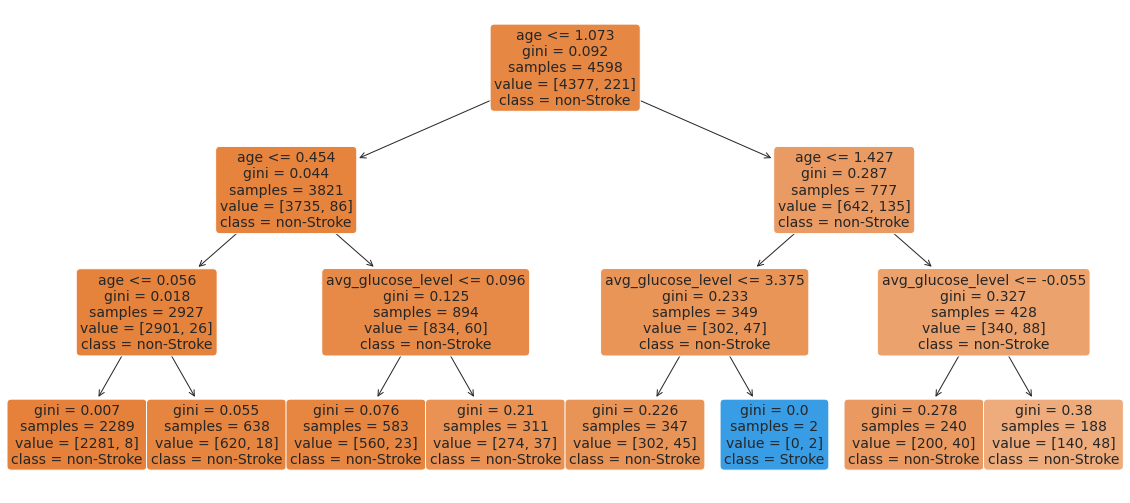 age <= 1.073
gini = 0.092
samples = 4598
value = [4377, 221]
class = non-Stroke
age <= 0.454
gini = 0.044
samples = 3821
value = [3735, 86]
class = non-Stroke
age <= 1.427
gini = 0.287
samples = 777
value = [642, 135]
class = non-Stroke
age <= 0.056
gini = 0.018
samples = 2927
value = [2901, 26]
class = non-Stroke
avg_glucose_level <= 0.096
gini = 0.125
samples = 894
value = [834, 60]
class = non-Stroke
avg_glucose_level <= 3.375
gini = 0.233
samples = 349
value = [302, 47]
class = non-Stroke
avg_glucose_level <= -0.055
gini = 0.327
samples = 428
value = [340, 88]
class = non-Stroke
gini = 0.007
samples = 2289
value = [2281, 8]
class = non-Stroke
gini = 0.055
samples = 638
value = [620, 18]
class = non-Stroke
gini = 0.076
samples = 583
value = [560, 23]
class = non-Stroke
gini = 0.21
samples = 311
value = [274, 37]
class = non-Stroke
gini = 0.226
samples = 347
value = [302, 45]
class = non-Stroke
gini = 0.0
samples = 2
value = [0, 2]
class = Stroke
gini = 0.278
samples = 240
value = [200, 40]
class = non-Stroke
gini = 0.38
samples = 188
value = [140, 48]
class = non-Stroke